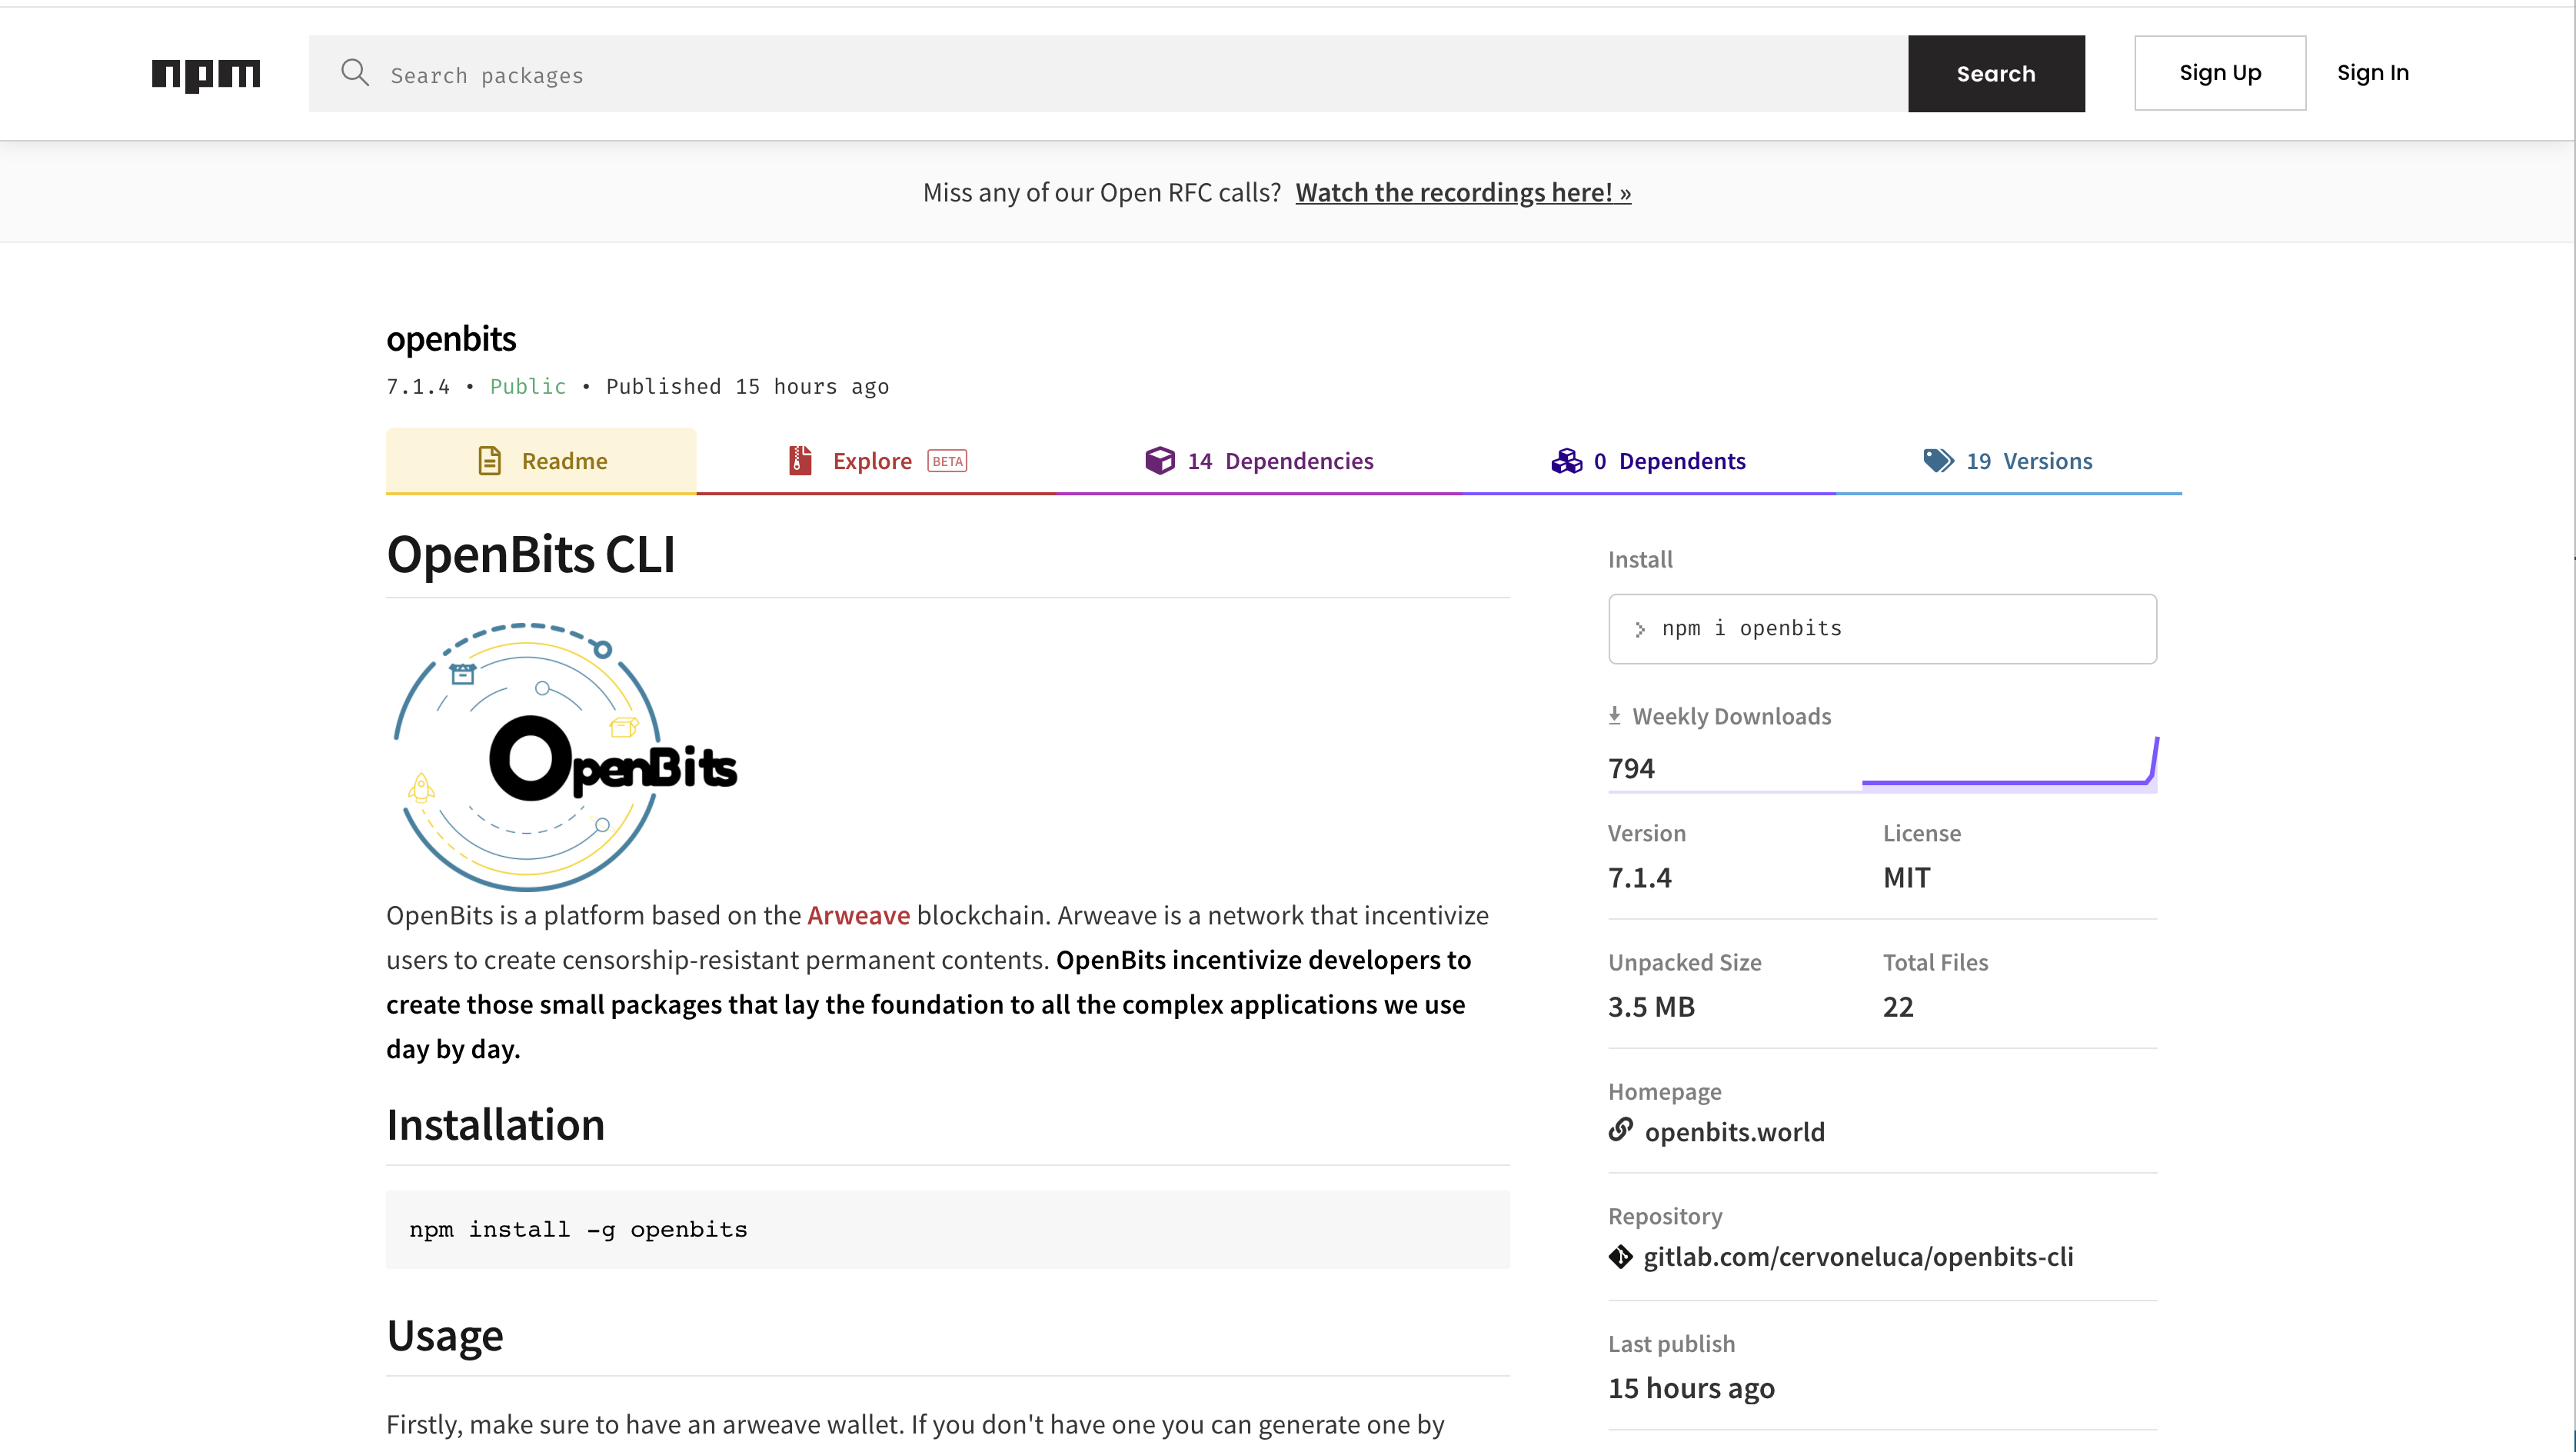 npm
Search packages
Search
Sign Up
Sign In
Miss any of our Open RFC calls? Watch the recordings here! »
openbits
7.1.4 • Public • Published 15 hours ago
Readme
Explore BETA
14 Dependencies
0 Dependents
19 Versions
OpenBits CLI
OpenBits
OpenBits is a platform based on the Arweave blockchain. Arweave is a network that incentivize
users to create censorship-resistant permanent contents. OpenBits incentivize developers to
create those small packages that lay the foundation to all the complex applications we use
day by day.
Installation
npm install -g openbits
Usage
Firstly, make sure to have an arweave wallet. If you don't have one you can generate one by
Install
npm i openbits
Weekly Downloads
794
Version
7.1.4
License
MIT
Unpacked Size
3.5 MB
Total Files
22
Homepage
openbits.world
Repository
gitlab.com/cervoneluca/openbits-cli
Last publish
15 hours ago